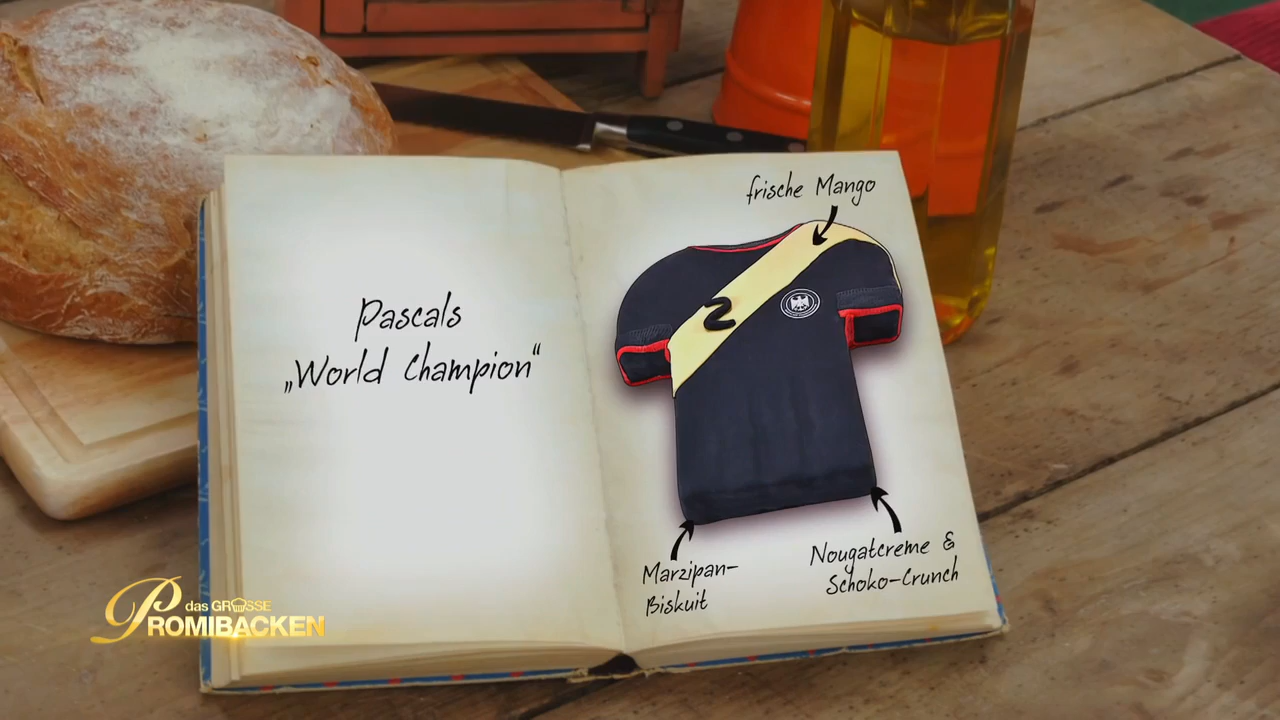 Pascals
„World Champion“
frische Mango
2
Marzipan-
Biskuit
Nougatcreme &
Schoko-Crunch
das GROSSE
PROMIBACKEN